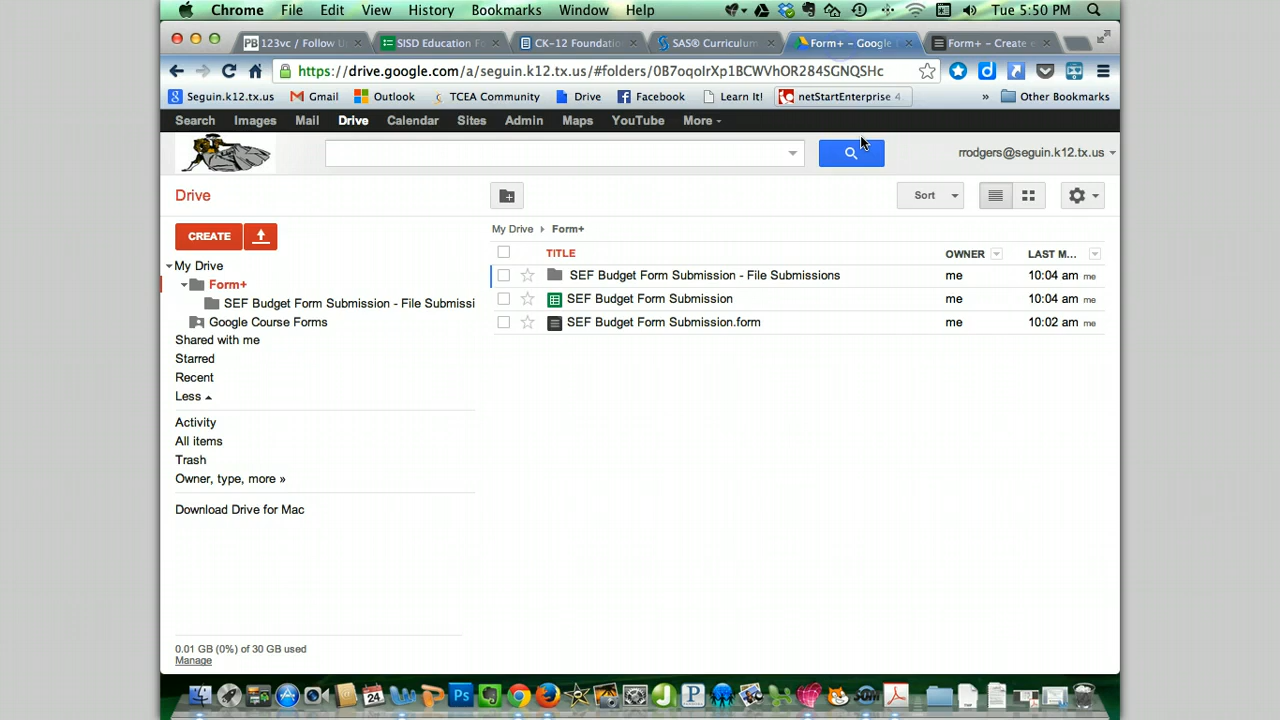 Chrome File Edit View History Bookmarks Window Help Tue 5:50 PM
123vc / Follow U SISD Education Fo CK-12 Foundatio SAS® Curriculum Form+ – Google Form+ – Create e
https://drive.google.com/a/seguin.k12.tx.us/#folders/0B7oqoIrXp1BCWVhOR284SGNQSHc
Seguin.k12.tx.us Gmail Outlook TCEA Community Drive Facebook Learn It! netStartEnterprise 4 » Other Bookmarks
Search Images Mail Drive Calendar Sites Admin Maps YouTube More
rrodgers@seguin.k12.tx.us
Drive
Sort
CREATE
My Drive › Form+
TITLE OWNER LAST M...
My Drive
Form+
SEF Budget Form Submission - File Submissi
Google Course Forms
Shared with me
Starred
Recent
Less
Activity
All items
Trash
Owner, type, more »
Download Drive for Mac
SEF Budget Form Submission - File Submissions me 10:04 am me
SEF Budget Form Submission me 10:04 am me
SEF Budget Form Submission.form me 10:02 am me
0.01 GB (0%) of 30 GB used
Manage
24